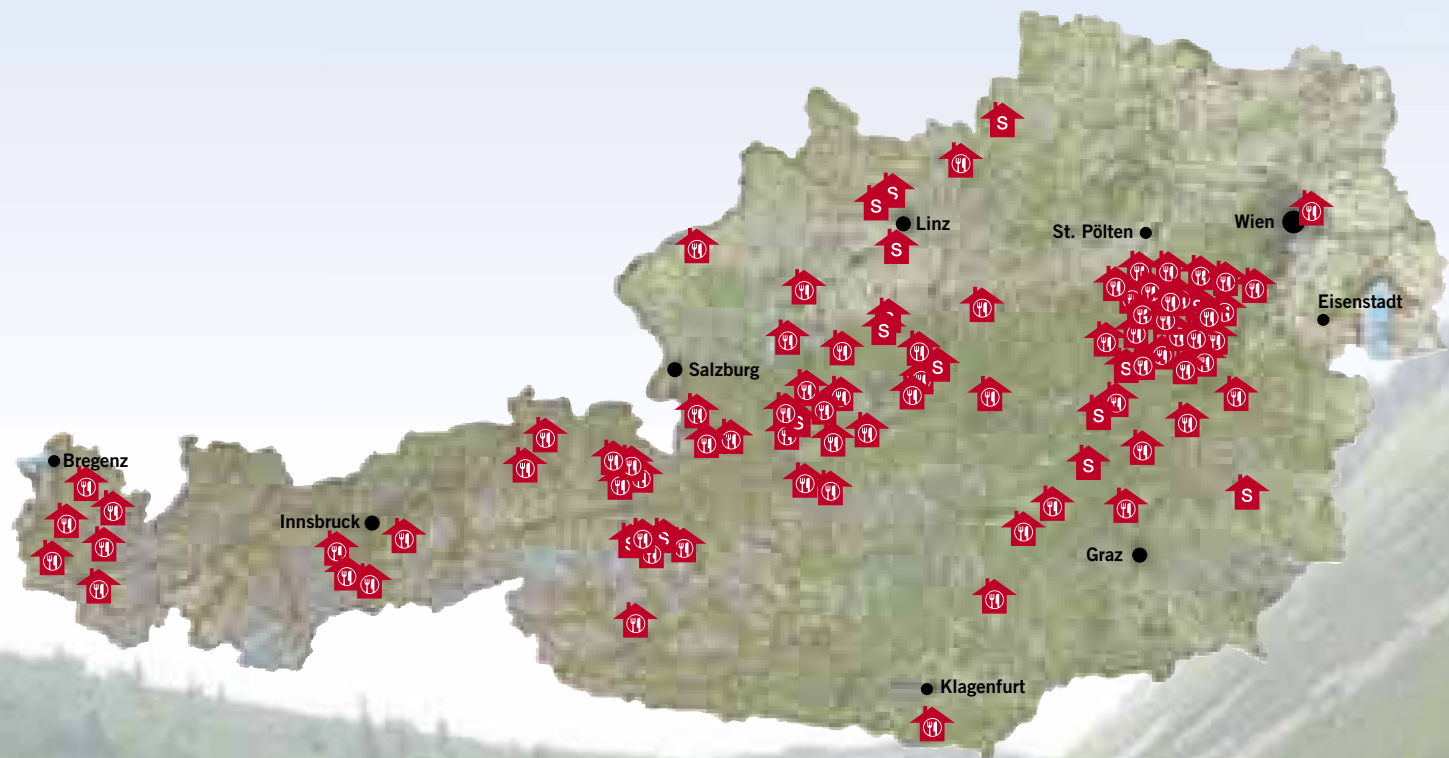 S
S
S
Linz
Wien
St. Pölten
S
Eisenstadt
S
S
Salzburg
S
S
S
S
Bregenz
S
S
Innsbruck
S
S
Graz
Klagenfurt